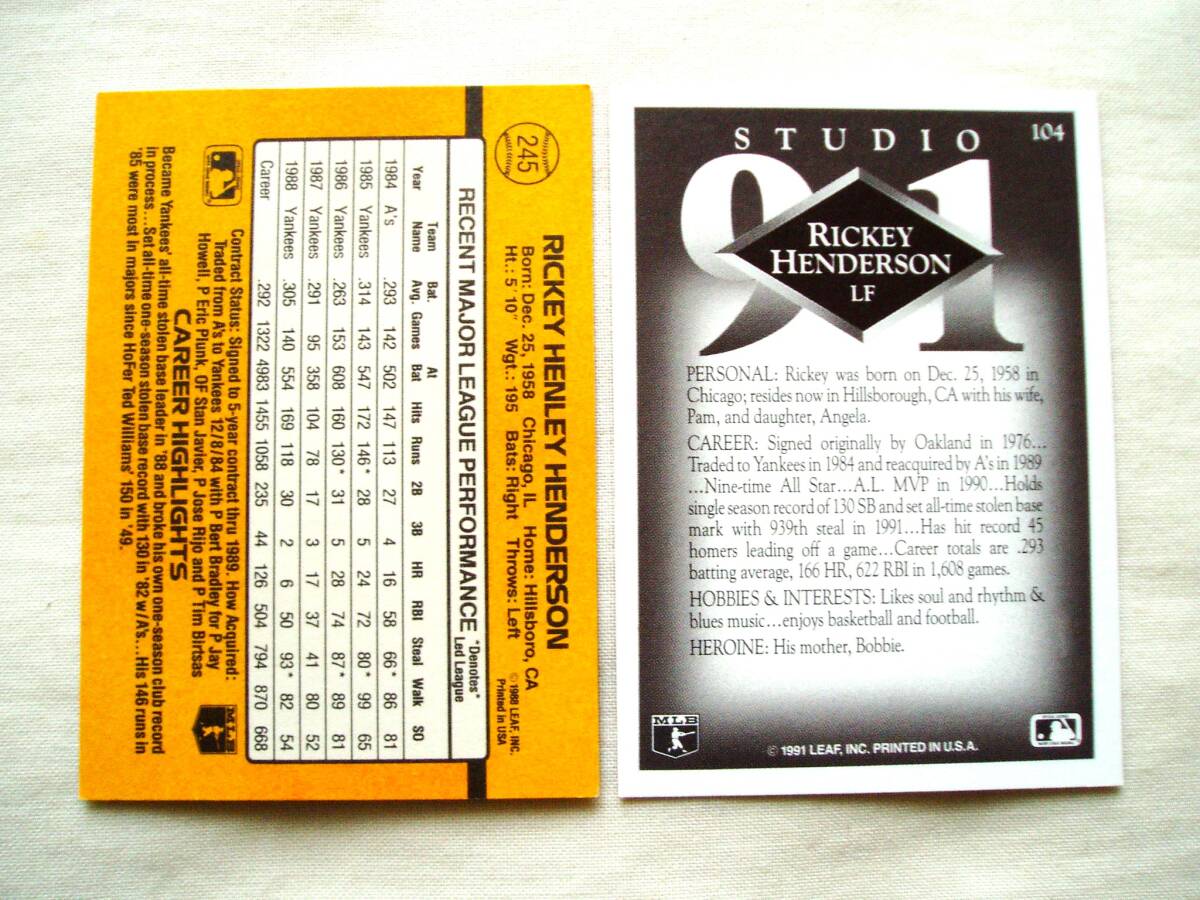 245
RICKEY HENLEY HENDERSON
Born: Dec. 25, 1958 Chicago, IL Home: Hillsboro, CA
Ht.: 5' 10" Wgt.: 195 Bats: Right Throws: Left
© 1988 LEAF, INC.
Printed in USA
RECENT MAJOR LEAGUE PERFORMANCE *Denotes* Led League
Year Team Name Bat. Avg. Games At Bat Hits Runs 2B 3B HR RBI Steal Walk SO
1984 A's .293 142 502 147 113 27 4 16 58 66* 86 81
1985 Yankees .314 143 547 172 146* 28 5 24 72 80* 99 65
1986 Yankees .263 153 608 160 130* 31 5 28 74 87* 89 81
1987 Yankees .291 95 358 104 78 17 3 17 37 41 80 52
1988 Yankees .305 140 554 169 118 30 2 6 50 93* 82 54
Career .292 1322 4983 1455 1058 235 44 126 504 794 870 668
Contract Status: Signed to 5-year contract thru 1989. How Acquired:
Traded from A's to Yankees 12/8/84 with P Bert Bradley for P Jay
Howell, P Eric Plunk, OF Stan Javier, P Jose Rijo and P Tim Birtsas
CAREER HIGHLIGHTS
Became Yankees' all-time stolen base leader in '88 and broke his own one-season club record
in process...Set all-time one-season stolen base record with 130 in '82 w/A's...His 146 runs in
'85 were most in majors since HoFer Ted Williams' 150 in '49.
MLB
STUDIO
104
91
RICKEY
HENDERSON
LF
PERSONAL: Rickey was born on Dec. 25, 1958 in
Chicago; resides now in Hillsborough, CA with his wife,
Pam, and daughter, Angela.
CAREER: Signed originally by Oakland in 1976...
Traded to Yankees in 1984 and reacquired by A's in 1989
...Nine-time All Star...A.L. MVP in 1990...Holds
single season record of 130 SB and set all-time stolen base
mark with 939th steal in 1991...Has hit record 45
homers leading off a game...Career totals are .293
batting average, 166 HR, 622 RBI in 1,608 games.
HOBBIES & INTERESTS: Likes soul and rhythm &
blues music...enjoys basketball and football.
HEROINE: His mother, Bobbie.
MLB
© 1991 LEAF, INC. PRINTED IN U.S.A.